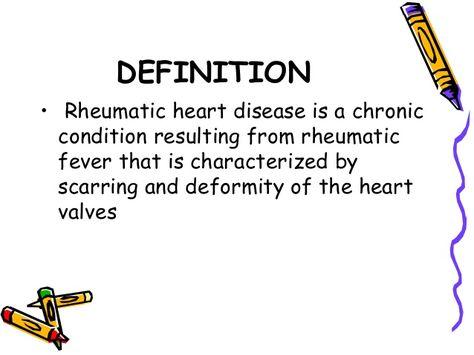 DEFINITION
• Rheumatic heart disease is a chronic
condition resulting from rheumatic
fever that is characterized by
scarring and deformity of the heart
valves